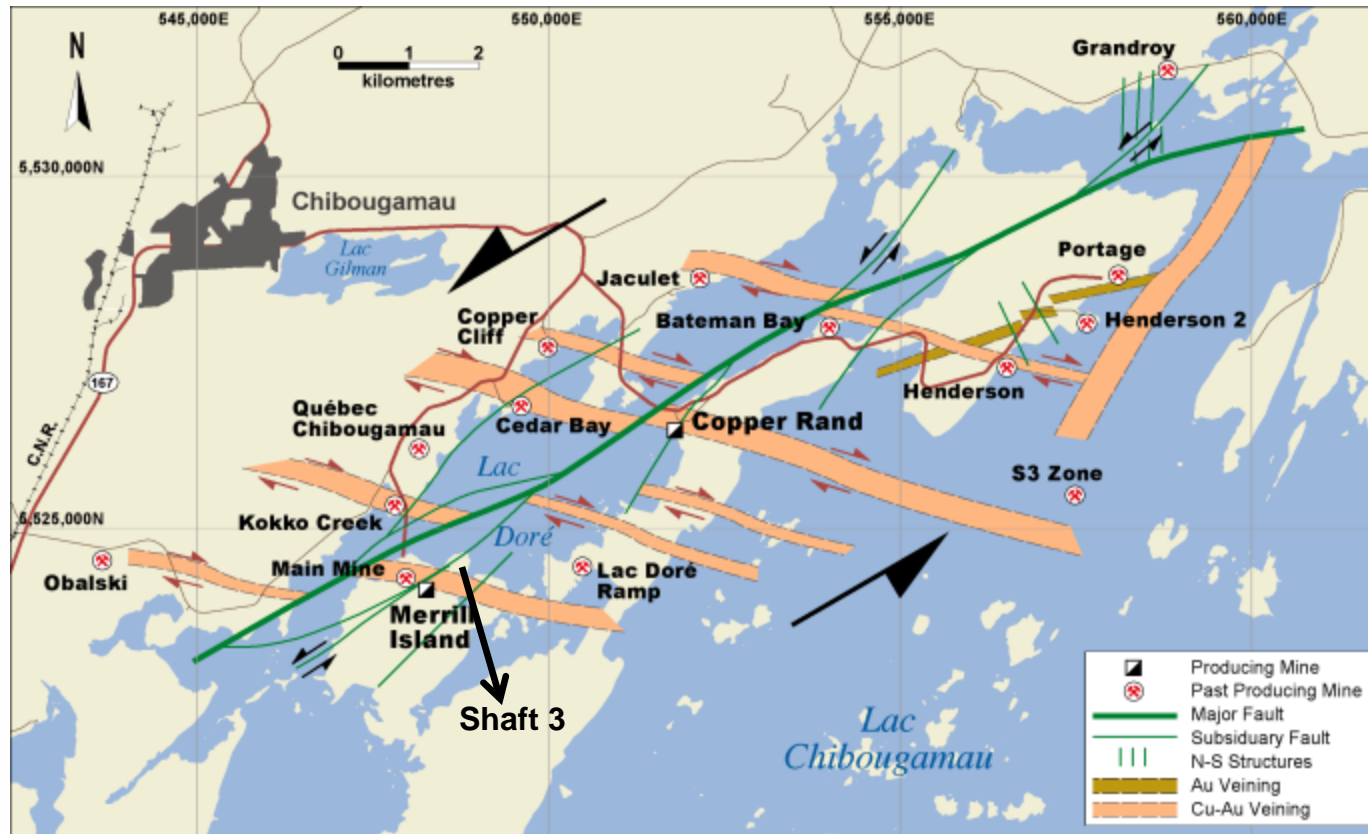 545,000E
550,000E
555,000E
560,000E
N
0 1 2
kilometres
Grandroy
5,530,000N
Chibougamau
Lac
Gilman
Portage
Jaculet
Copper
Cliff
Bateman Bay
Henderson 2
167
Henderson
Québec
Chibougamau
Cedar Bay
Copper Rand
C.N.R.
Lac
S3 Zone
Kokko Creek
5,525,000N
Doré
Obalski
Main Mine
Lac Doré
Ramp
Merrill
Island
Shaft 3
Lac
Chibougamau
Producing Mine
Past Producing Mine
Major Fault
Subsiduary Fault
N-S Structures
Au Veining
Cu-Au Veining